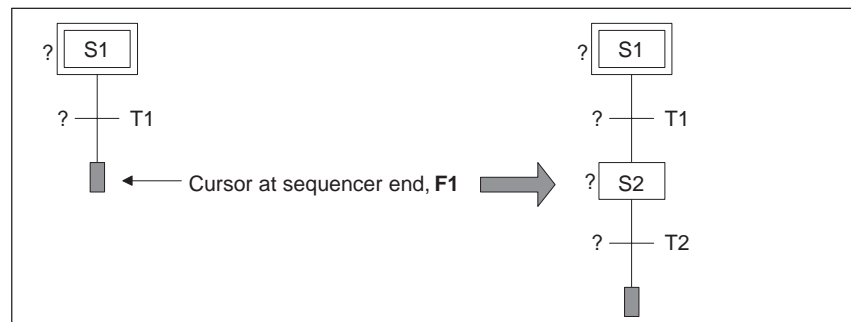 ? S1
? T1
Cursor at sequencer end, F1
? S1
? T1
? S2
? T2